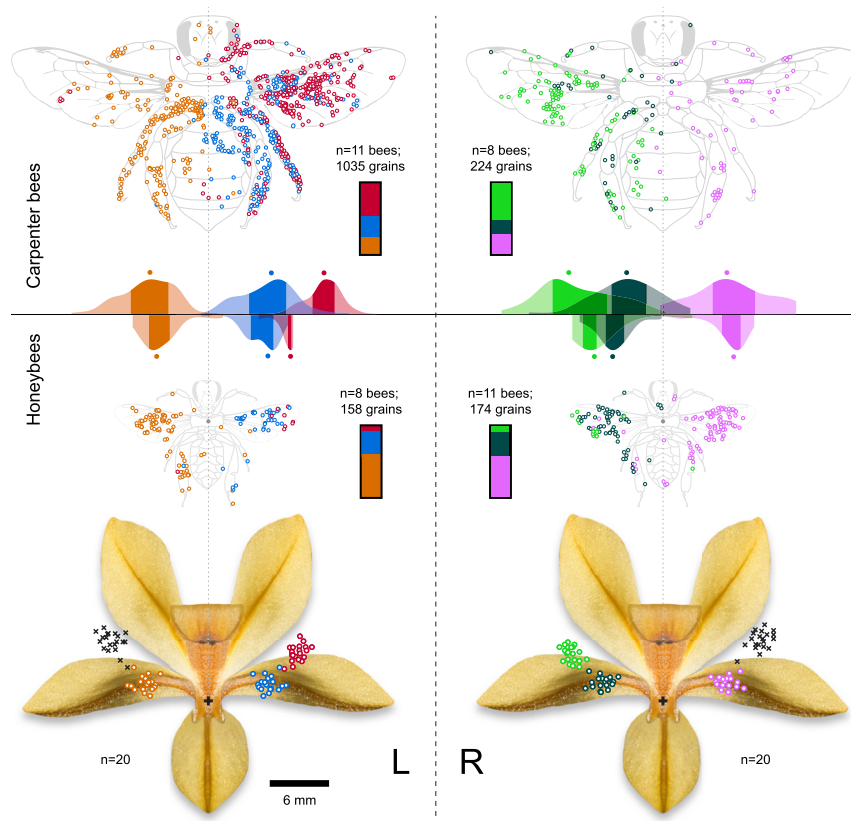 n=11 bees;
1035 grains
n=8 bees;
224 grains
Carpenter bees
Honeybees
n=8 bees;
158 grains
n=11 bees;
174 grains
n=20
L
R
n=20
6 mm